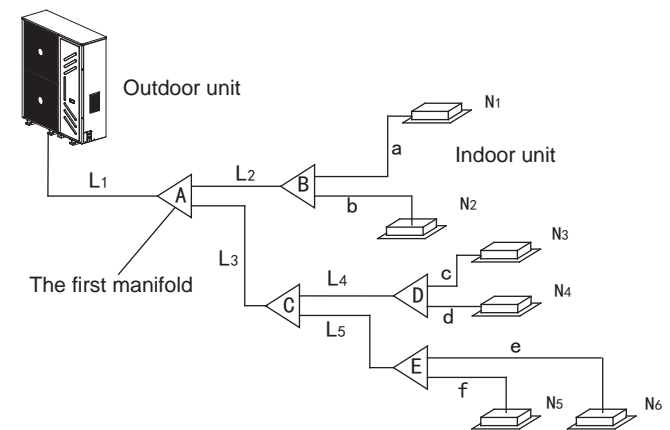 Outdoor unit
N1
a
Indoor unit
L1
L2
A
B
b
N2
L3
N3
The first manifold
L4
c
C
D
d
N4
L5
e
E
f
N5
N6